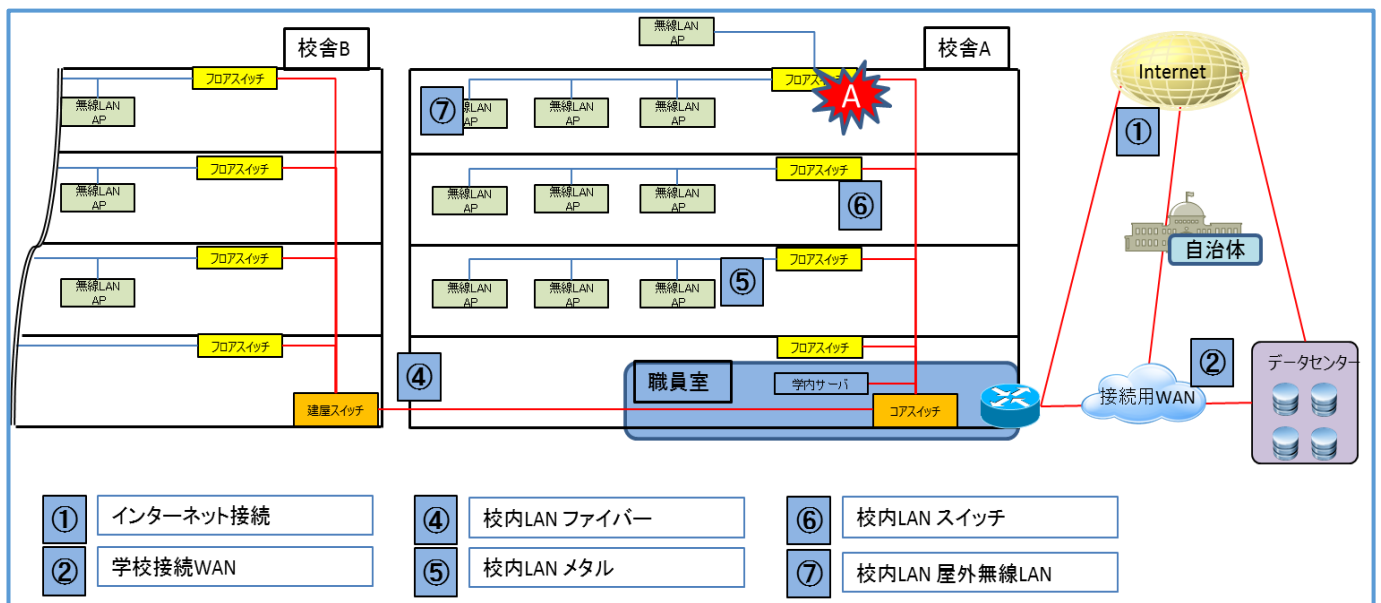 無線LAN
AP
校舎B
校舎A
フロアスイッチ
フロアスイッチ
A
Internet
①
無線LAN
AP
⑦
無線LAN
AP
無線LAN
AP
無線LAN
AP
フロアスイッチ
フロアスイッチ
⑥
無線LAN
AP
無線LAN
AP
無線LAN
AP
無線LAN
AP
自治体
フロアスイッチ
フロアスイッチ
⑤
無線LAN
AP
無線LAN
AP
無線LAN
AP
無線LAN
AP
フロアスイッチ
フロアスイッチ
②
データセンター
④
職員室
学内サーバ
接続用WAN
建屋スイッチ
コアスイッチ
① インターネット接続
④ 校内LAN ファイバー
⑥ 校内LAN スイッチ
② 学校接続WAN
⑤ 校内LAN メタル
⑦ 校内LAN 屋外無線LAN